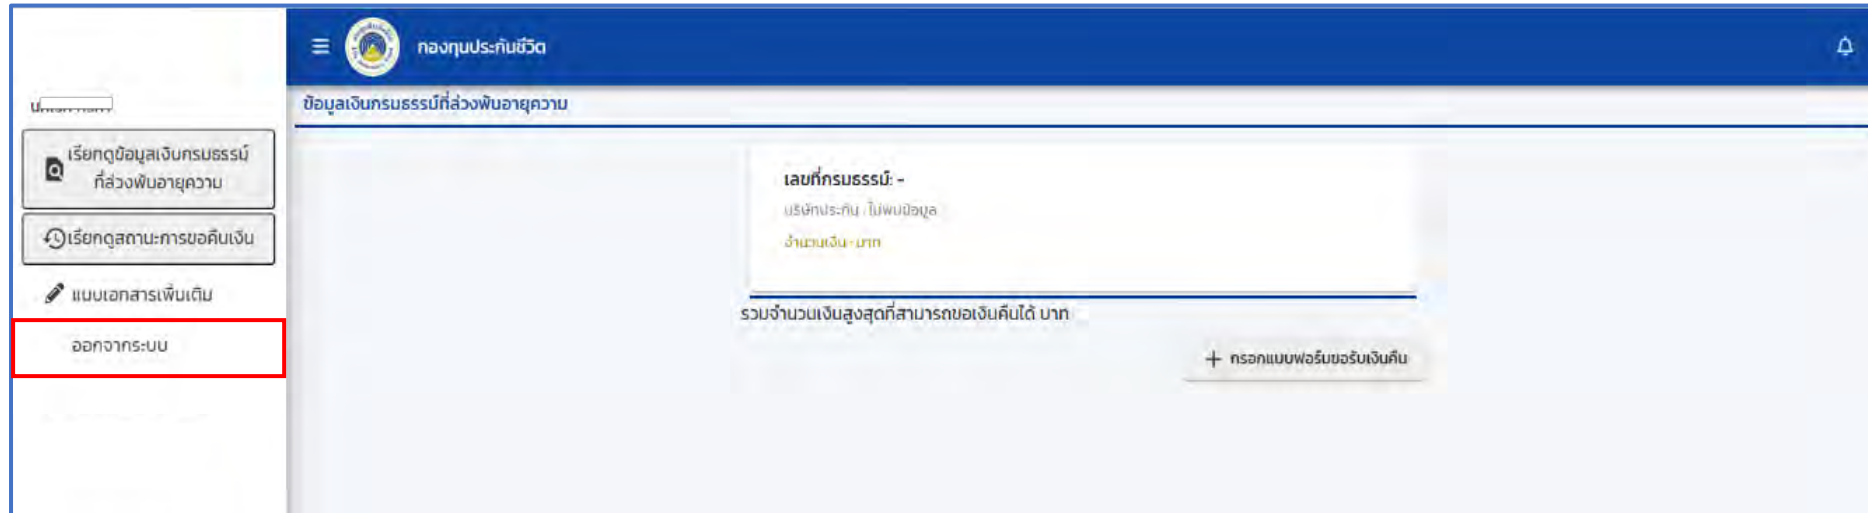 กองทุนประกันชีวิต
ข้อมูลเงินกรมธรรม์ที่ล่วงพ้นอายุความ
เรียกดูข้อมูลเงินกรมธรรม์
ที่ล่วงพ้นอายุความ
เรียกดูสถานะการขอคืนเงิน
แนบเอกสารเพิ่มเติม
ออกจากระบบ
เลขที่กรมธรรม์: -
บริษัทประกัน : ไม่พบข้อมูล
จำนวนเงิน - บาท
รวมจำนวนเงินสูงสุดที่สามารถขอเงินคืนได้ บาท
+ กรอกแบบฟอร์มขอรับเงินคืน